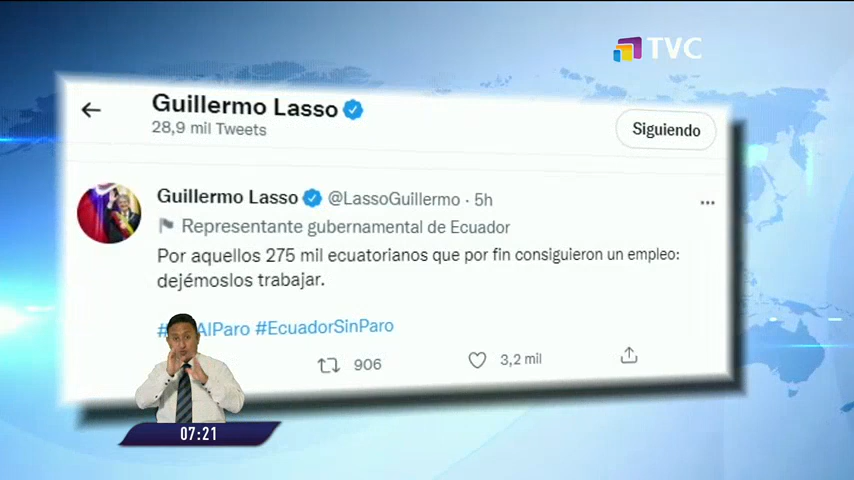 TVC
Guillermo Lasso
28,9 mil Tweets
Siguiendo
Guillermo Lasso @LassoGuillermo · 5h
Representante gubernamental de Ecuador
Por aquellos 275 mil ecuatorianos que por fin consiguieron un empleo:
dejémoslos trabajar.
#EcuadorSinParo
906
3,2 mil
07:21